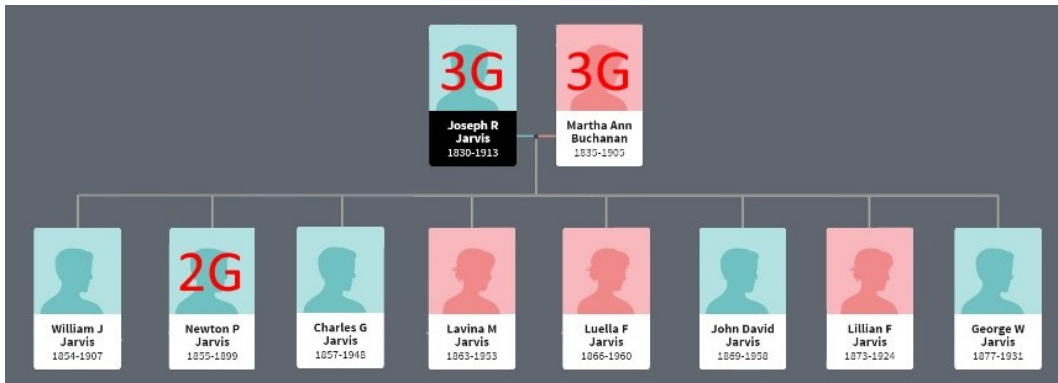 3G
3G
Joseph R
Jarvis
1830-1913
Martha Ann
Buchanan
1835-1905
2G
William J
Jarvis
1854-1907
Newton P
Jarvis
1855-1899
Charles G
Jarvis
1857-1948
Lavina M
Jarvis
1863-1953
Luella F
Jarvis
1866-1960
John David
Jarvis
1869-1958
Lillian F
Jarvis
1873-1924
George W
Jarvis
1877-1931